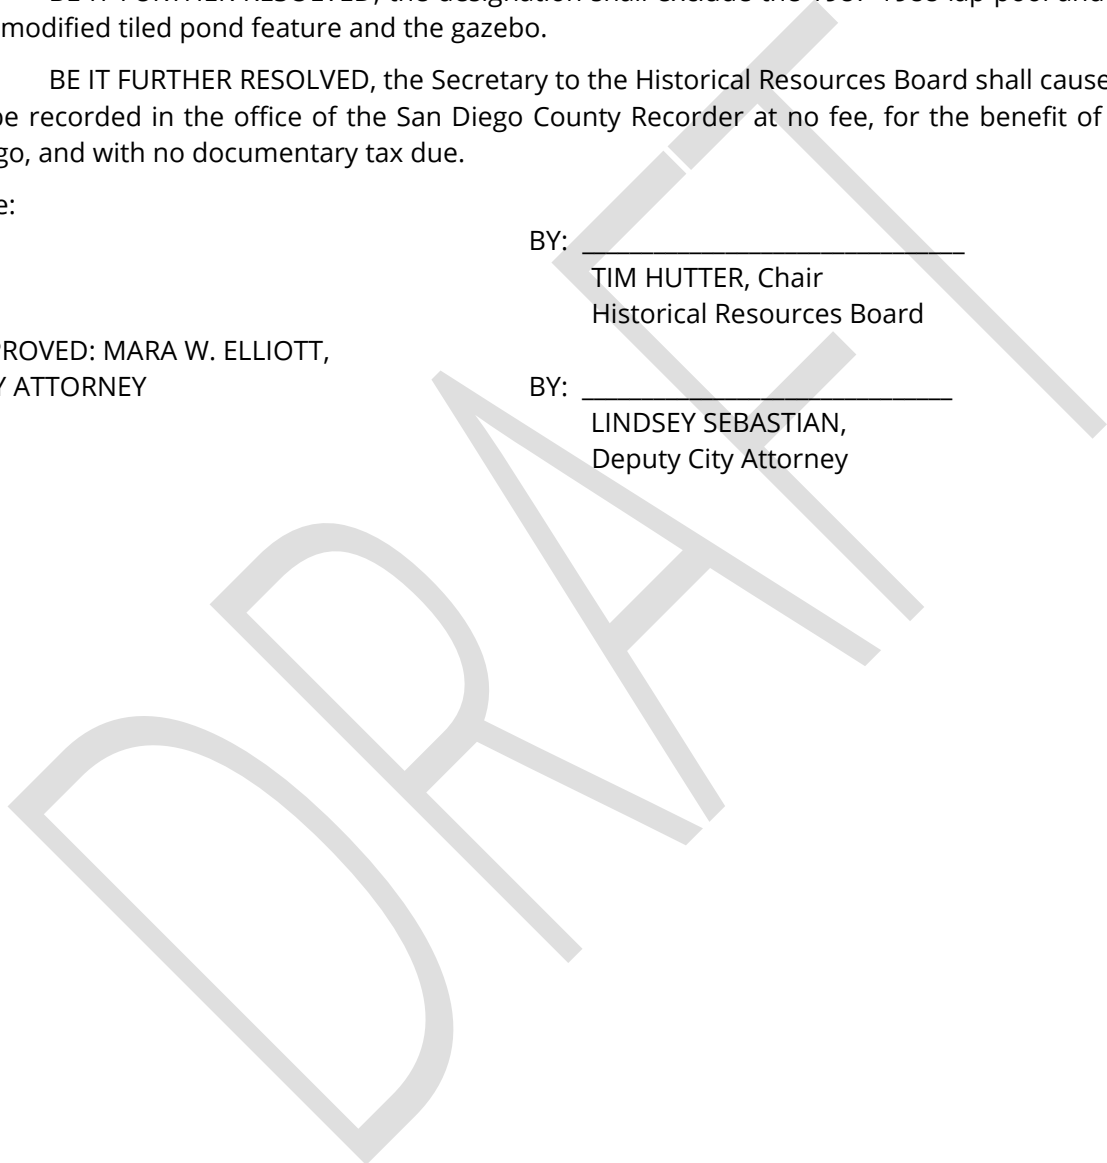 BE IT FURTHER RESOLVED, the designation shall exclude the lap pool and
modified tiled pond feature and the gazebo.
BE IT FURTHER RESOLVED, the Secretary to the Historical Resources Board shall cause
be recorded in the office of the San Diego County Recorder at no fee, for the benefit of
go, and with no documentary tax due.
e:
BY: ____________________________
TIM HUTTER, Chair
Historical Resources Board
PROVED: MARA W. ELLIOTT,
Y ATTORNEY
BY: ___________________________
LINDSEY SEBASTIAN,
Deputy City Attorney
DRAFT